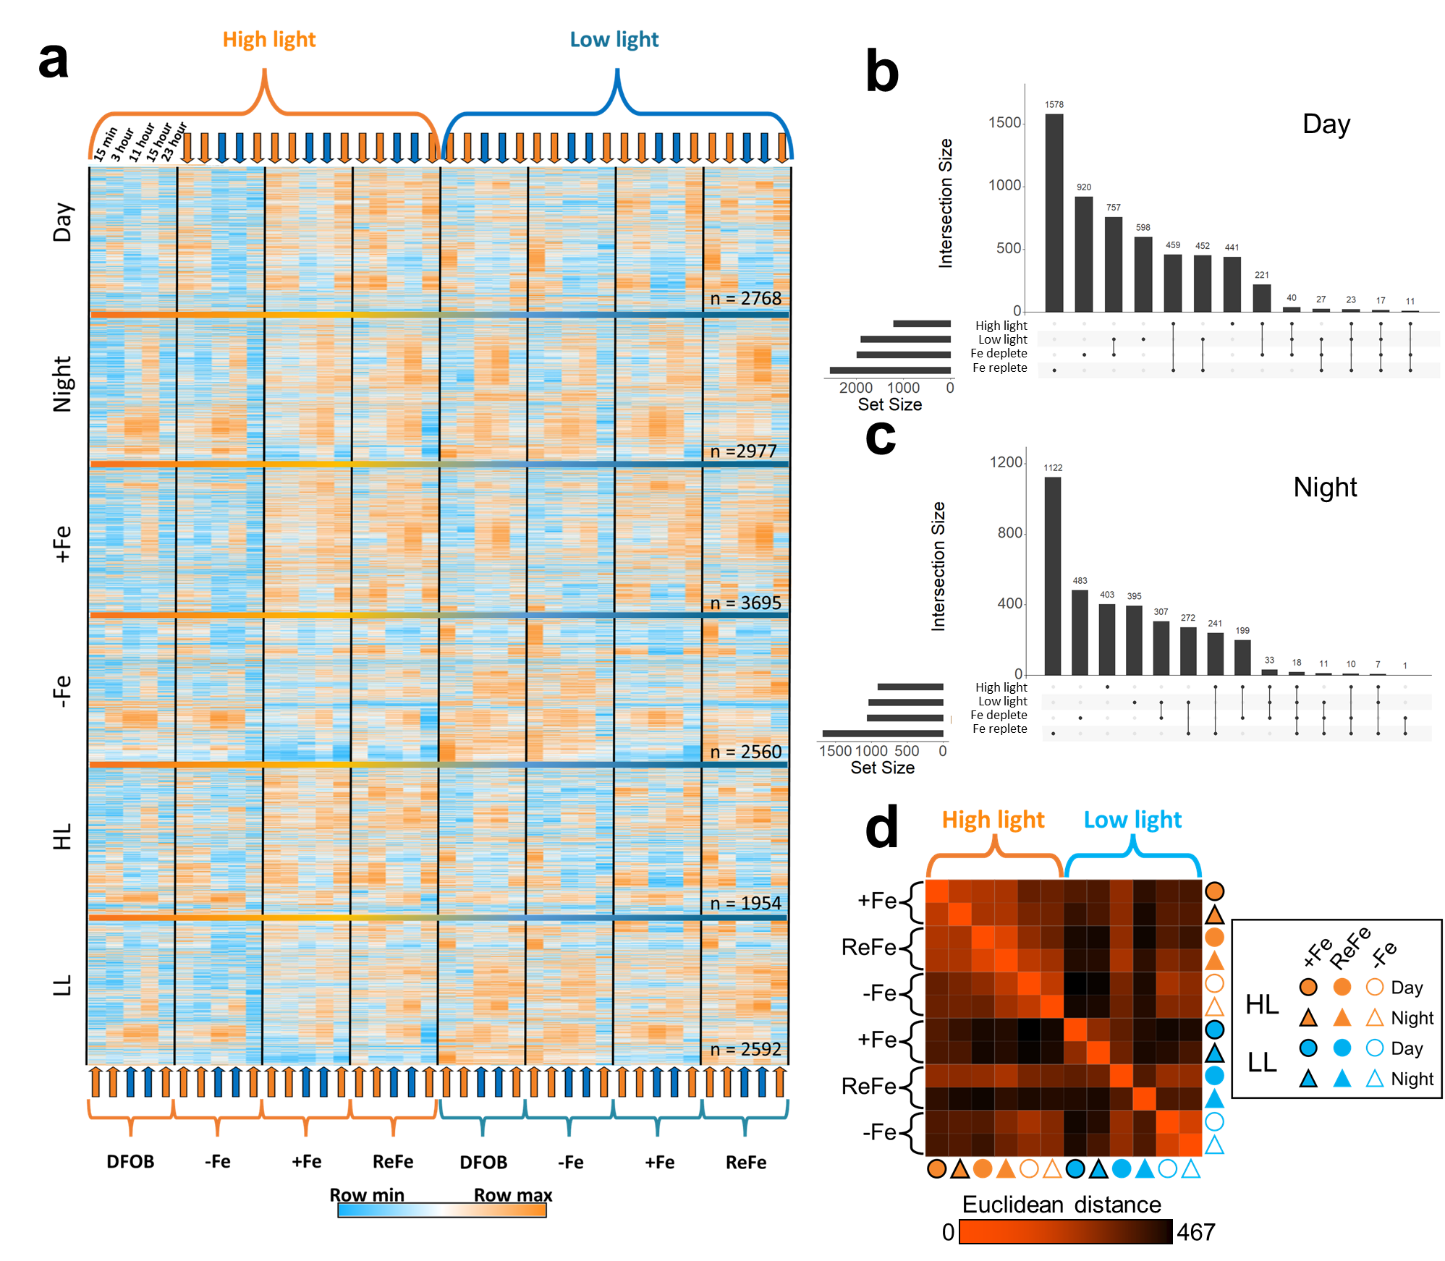 a
High light
Low light
15 min
3 hour
11 hour
15 hour
23 hour
Day
n = 2768
Night
n =2977
+Fe
n = 3695
-Fe
n = 2560
HL
n = 1954
LL
n = 2592
DFOB
-Fe
+Fe
ReFe
DFOB
-Fe
+Fe
ReFe
Row min
Row max
b
Day
Intersection Size
1500
1000
500
0
1578
920
757
598
459
452
441
221
40
27
23
17
11
High light
Low light
Fe deplete
Fe replete
2000
1000
0
Set Size
c
Night
Intersection Size
1200
800
400
0
1122
483
403
395
307
272
241
199
33
18
11
10
7
1
High light
Low light
Fe deplete
Fe replete
1500
1000
500
0
Set Size
d
High light
Low light
+Fe
ReFe
-Fe
+Fe
ReFe
-Fe
Euclidean distance
0
467
+Fe
ReFe
-Fe
HL
Day
Night
LL
Day
Night